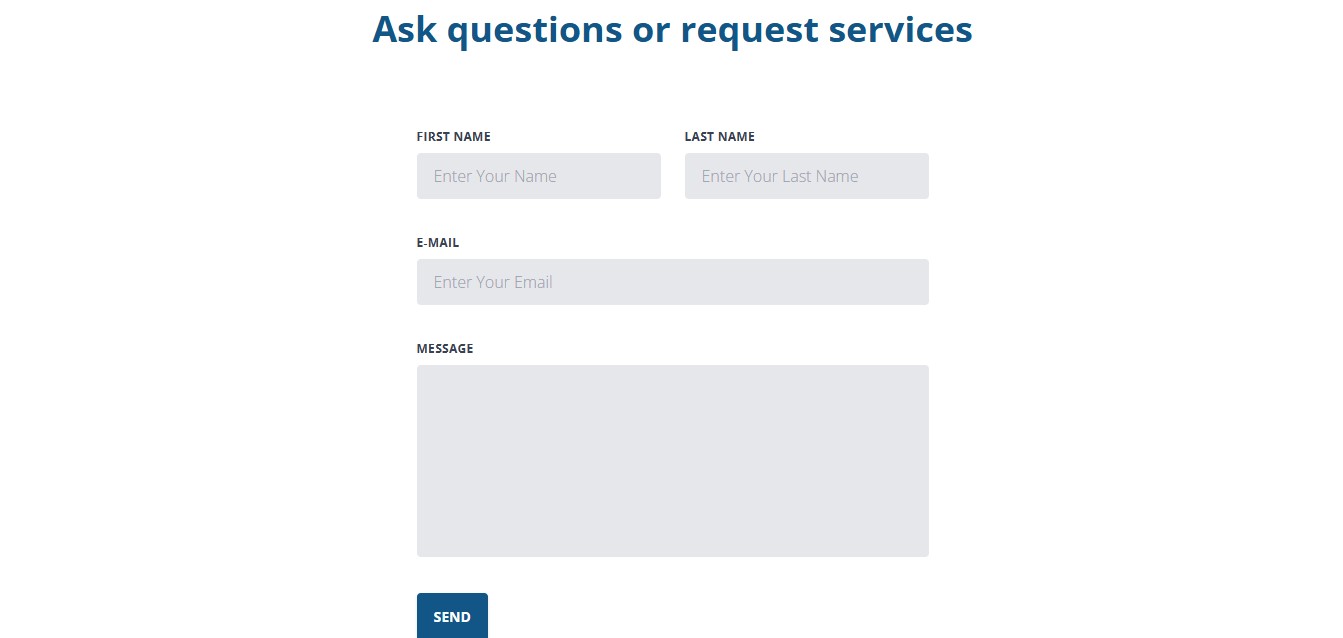 Ask questions or request services
FIRST NAME
LAST NAME
Enter Your Name
Enter Your Last Name
E-MAIL
Enter Your Email
MESSAGE
SEND